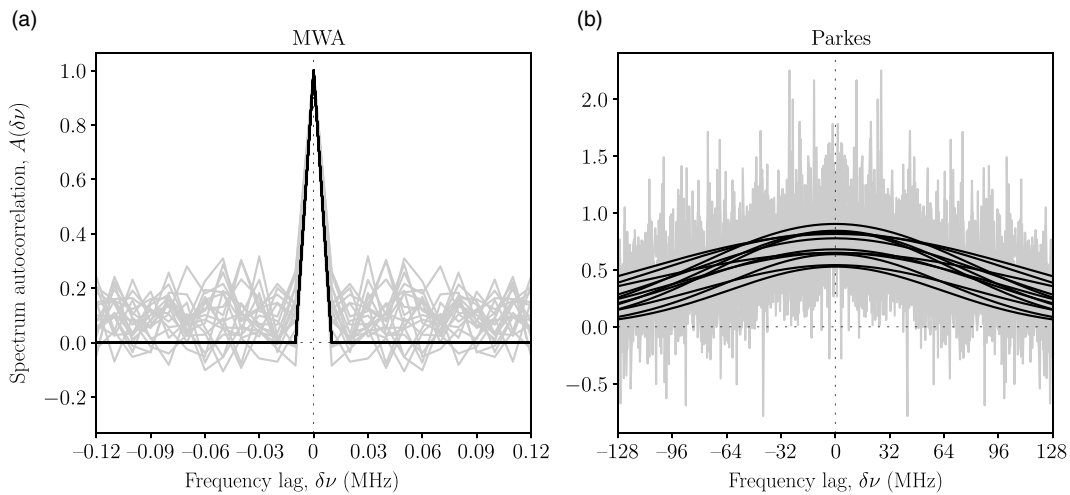 (a)
MWA
Spectrum autocorrelation, A(δν)
1.0
0.8
0.6
0.4
0.2
0.0
−0.2
−0.12 −0.09 −0.06 −0.03 0 0.03 0.06 0.09 0.12
Frequency lag, δν (MHz)
(b)
Parkes
2.0
1.5
1.0
0.5
0.0
−0.5
−128 −96 −64 −32 0 32 64 96 128
Frequency lag, δν (MHz)